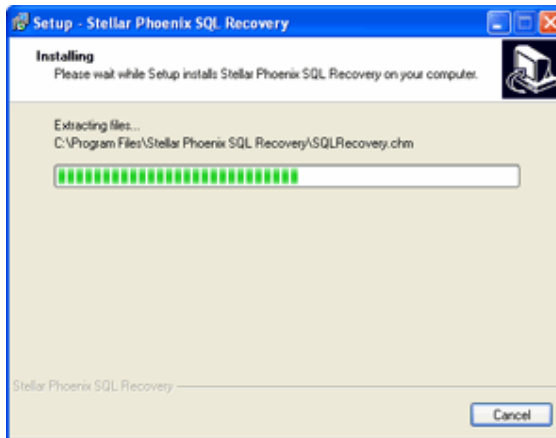 Setup - Stellar Phoenix SQL Recovery
Installing
Please wait while Setup installs Stellar Phoenix SQL Recovery on your computer.
Extracting files...
C:\Program Files\Stellar Phoenix SQL Recovery\SQLRecovery.chm
Stellar Phoenix SQL Recovery
Cancel